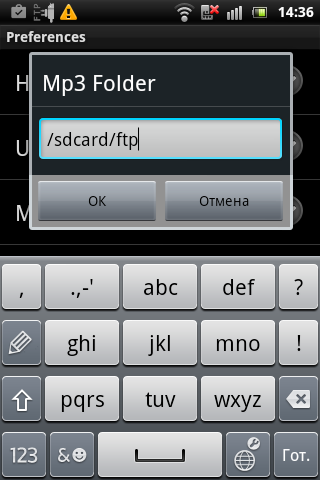 FTP 14:36
Preferences
H
Mp3 Folder
/sdcard/ftp
U
ОК Отмена
M
, .,-' abc def ?
ghi jkl mno !
pqrs tuv wxyz
123 & Гот.